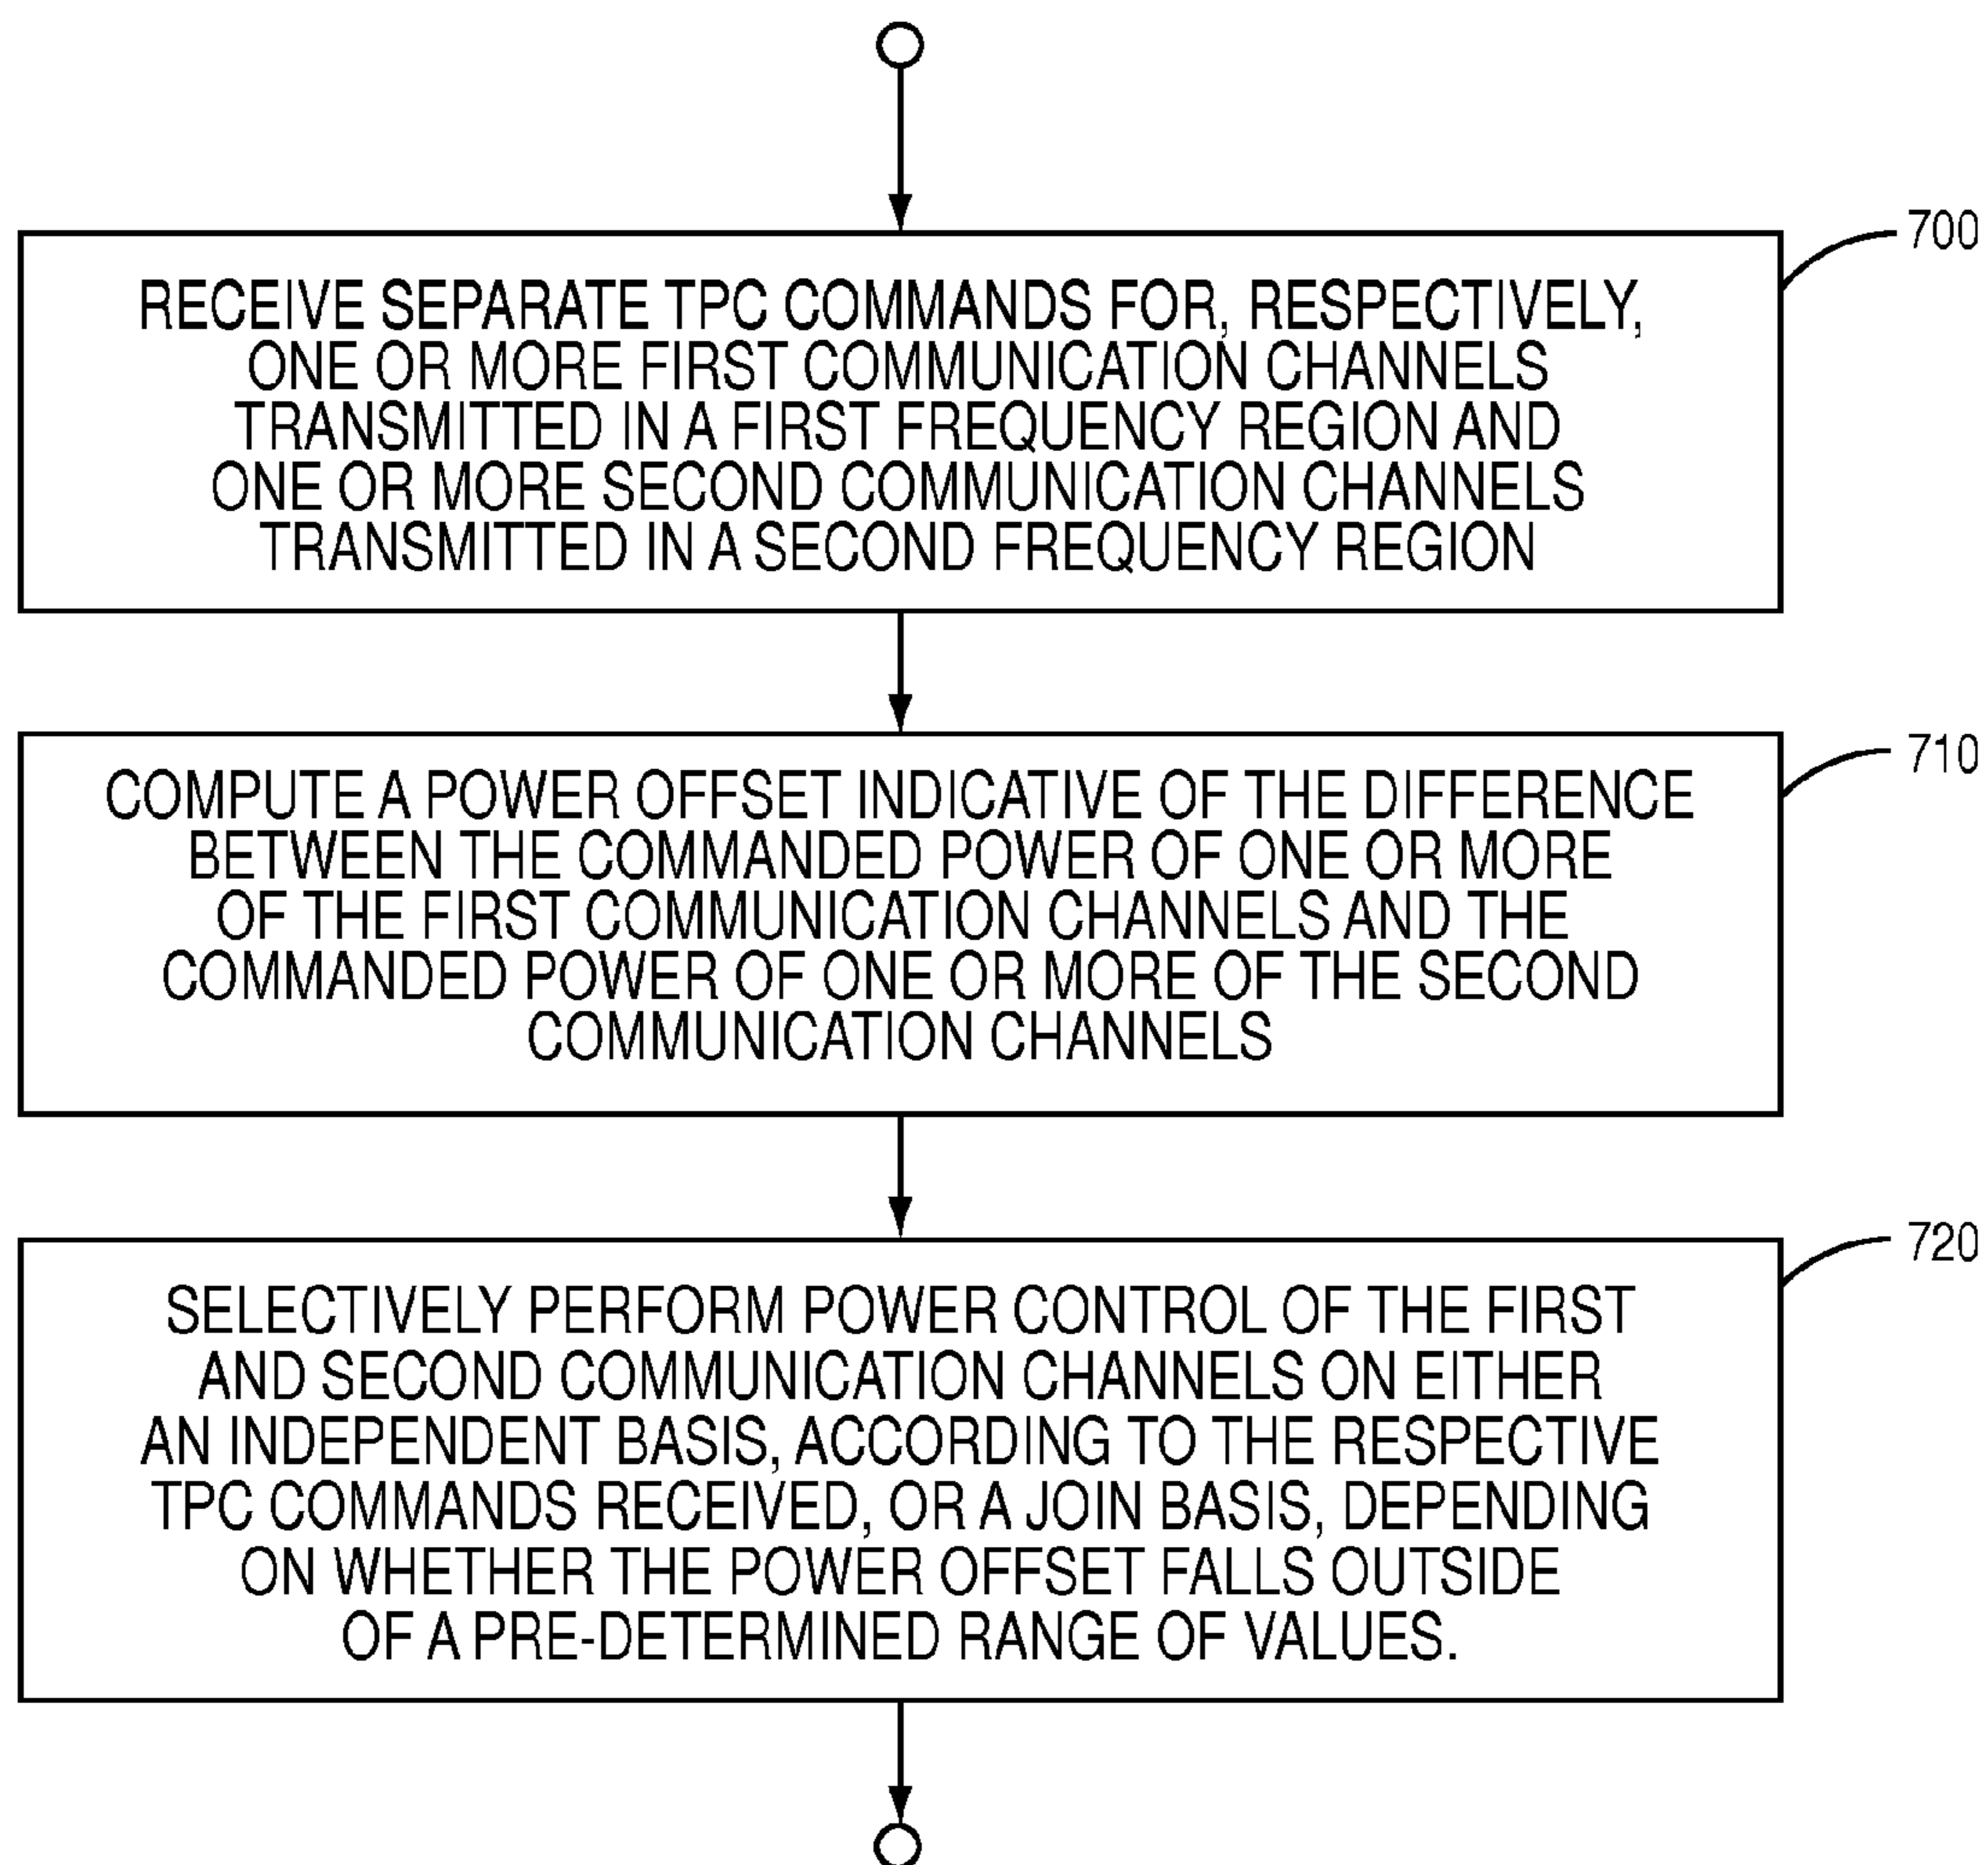 700
RECEIVE SEPARATE TPC COMMANDS FOR, RESPECTIVELY,
ONE OR MORE FIRST COMMUNICATION CHANNELS
TRANSMITTED IN A FIRST FREQUENCY REGION AND
ONE OR MORE SECOND COMMUNICATION CHANNELS
TRANSMITTED IN A SECOND FREQUENCY REGION
710
COMPUTE A POWER OFFSET INDICATIVE OF THE DIFFERENCE
BETWEEN THE COMMANDED POWER OF ONE OR MORE
OF THE FIRST COMMUNICATION CHANNELS AND THE
COMMANDED POWER OF ONE OR MORE OF THE SECOND
COMMUNICATION CHANNELS
720
SELECTIVELY PERFORM POWER CONTROL OF THE FIRST
AND SECOND COMMUNICATION CHANNELS ON EITHER
AN INDEPENDENT BASIS, ACCORDING TO THE RESPECTIVE
TPC COMMANDS RECEIVED, OR A JOIN BASIS, DEPENDING
ON WHETHER THE POWER OFFSET FALLS OUTSIDE
OF A PRE-DETERMINED RANGE OF VALUES.